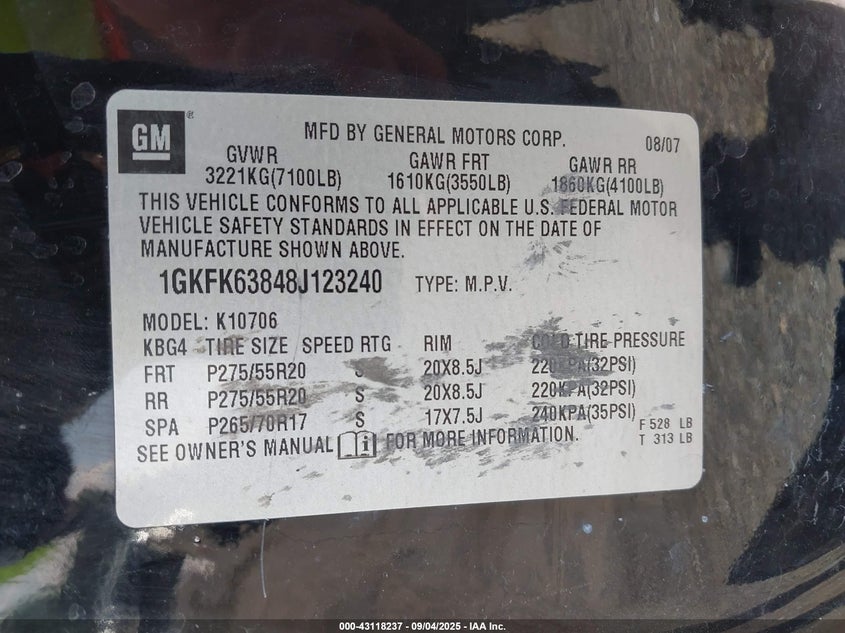 GM®
MFD BY GENERAL MOTORS CORP. 08/07
GVWR GAWR FRT GAWR RR
3221KG(7100LB) 1610KG(3550LB) 1860KG(4100LB)
THIS VEHICLE CONFORMS TO ALL APPLICABLE U.S. FEDERAL MOTOR
VEHICLE SAFETY STANDARDS IN EFFECT ON THE DATE OF
MANUFACTURE SHOWN ABOVE.
1GKFK63848J123240 TYPE: M.P.V.
MODEL: K10706
KBG4 TIRE SIZE SPEED RTG RIM COLD TIRE PRESSURE
FRT P275/55R20 S 20X8.5J 220KPA(32PSI)
RR P275/55R20 S 20X8.5J 220KPA(32PSI)
SPA P265/70R17 S 17X7.5J 240KPA(35PSI)
SEE OWNER'S MANUAL FOR MORE INFORMATION.
F 528 LB
T 313 LB
000-43118237 - 09/04/2025 - IAA Inc.